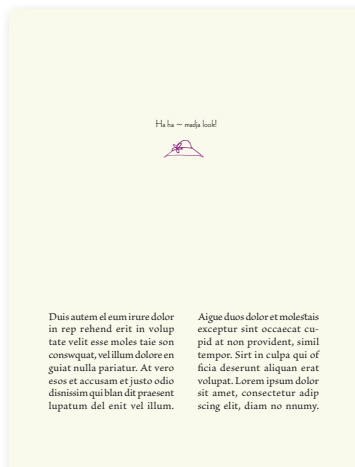 Ha ha ~ madja look!
Duis autem el eum irure dolor
in rep rehend erit in volup
tate velit esse moles taie son
conswquat, vel illum dolore en
guiat nulla pariatur. At vero
esos et accusam et justo odio
dignissim qui blan dit praesent
lupatum del enit vel illum.
Aigue duos dolor et molestais
exceptur sint occaecat cu-
pid at non provident, simil
tempor. Sirt in culpa qui of
ficia deserunt aliquan erat
volupat. Lorem ipsum dolor
sit amet, consectetur adip
scing elit, diam no nnumy.